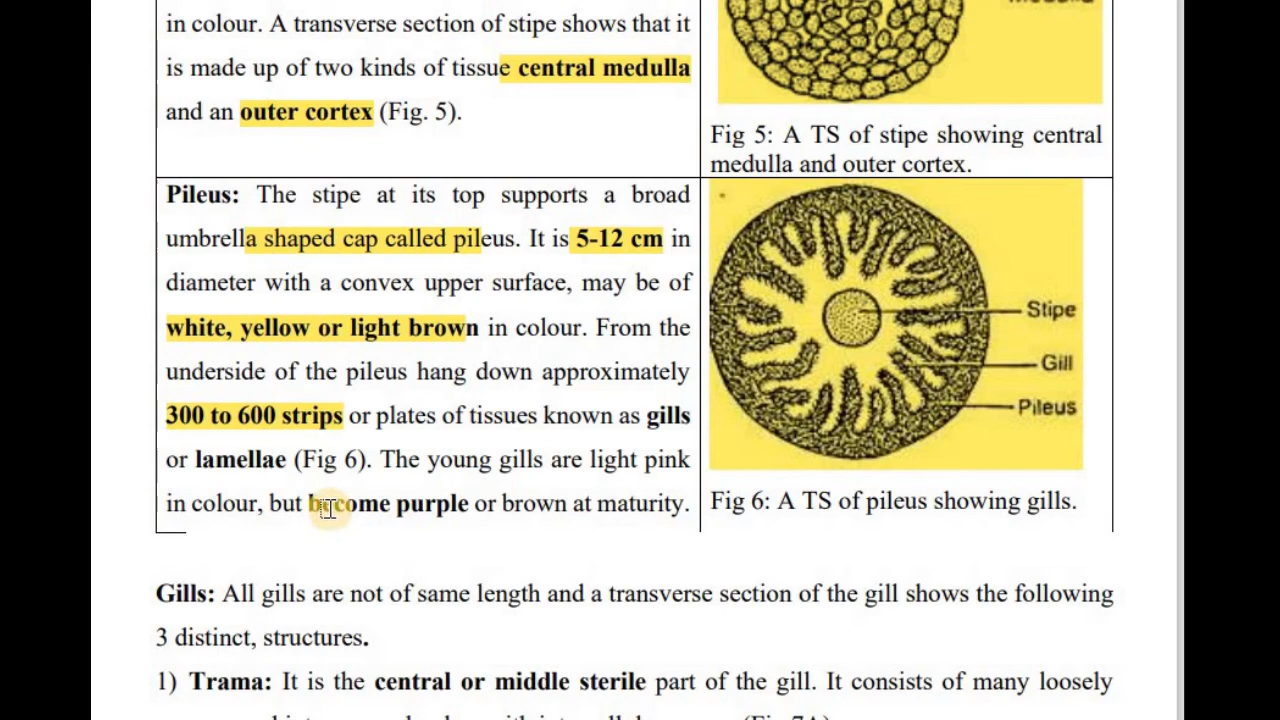 in colour. A transverse section of stipe shows that it
is made up of two kinds of tissue central medulla
and an outer cortex (Fig. 5).
Fig 5: A TS of stipe showing central
medulla and outer cortex.
Pileus: The stipe at its top supports a broad
umbrella shaped cap called pileus. It is 5-12 cm in
diameter with a convex upper surface, may be of
white, yellow or light brown in colour. From the
underside of the pileus hang down approximately
300 to 600 strips or plates of tissues known as gills
or lamellae (Fig 6). The young gills are light pink
in colour, but become purple or brown at maturity.
Stipe
Gill
Pileus
Fig 6: A TS of pileus showing gills.
Gills: All gills are not of same length and a transverse section of the gill shows the following
3 distinct, structures.
1) Trama: It is the central or middle sterile part of the gill. It consists of many loosely